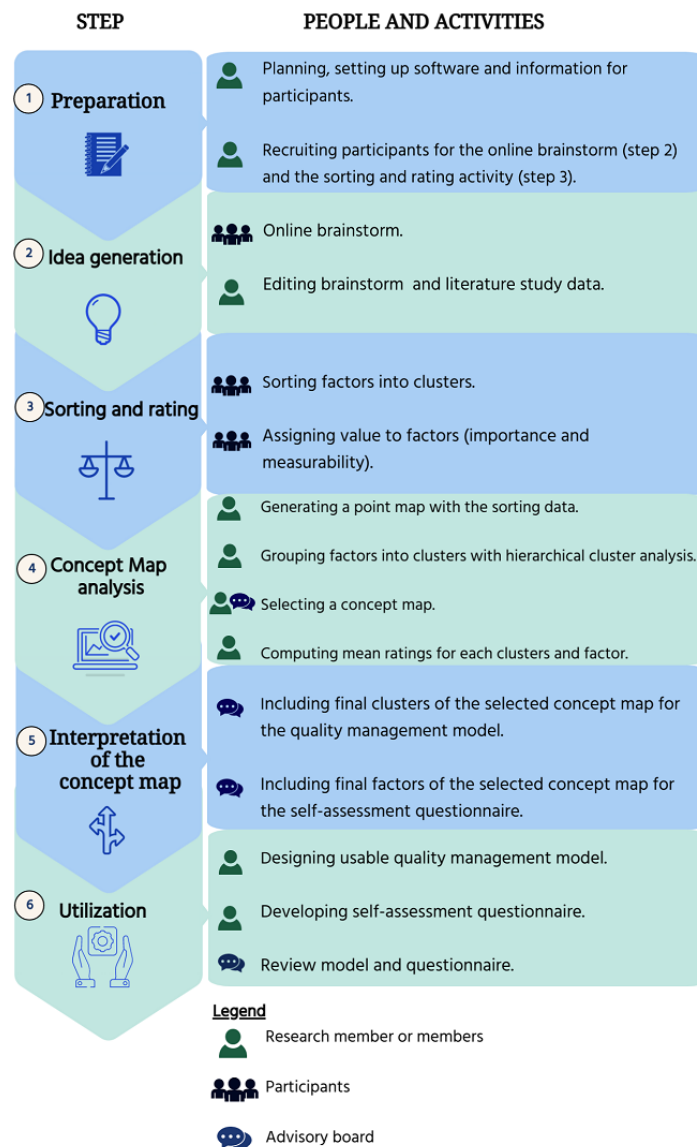 STEP
PEOPLE AND ACTIVITIES
1
Preparation
Planning, setting up software and information for
participants.
Recruiting participants for the online brainstorm (step 2)
and the sorting and rating activity (step 3).
2
Idea generation
Online brainstorm.
Editing brainstorm and literature study data.
3
Sorting and rating
Sorting factors into clusters.
Assigning value to factors (importance and
measurability).
4
Concept Map
analysis
Generating a point map with the sorting data.
Grouping factors into clusters with hierarchical cluster analysis.
Selecting a concept map.
Computing mean ratings for each clusters and factor.
5
Interpretation
of the
concept map
Including final clusters of the selected concept map for
the quality management model.
Including final factors of the selected concept map for
the self-assessment questionnaire.
6
Utilization
Designing usable quality management model.
Developing self-assessment questionnaire.
Review model and questionnaire.
Legend
Research member or members
Participants
Advisory board